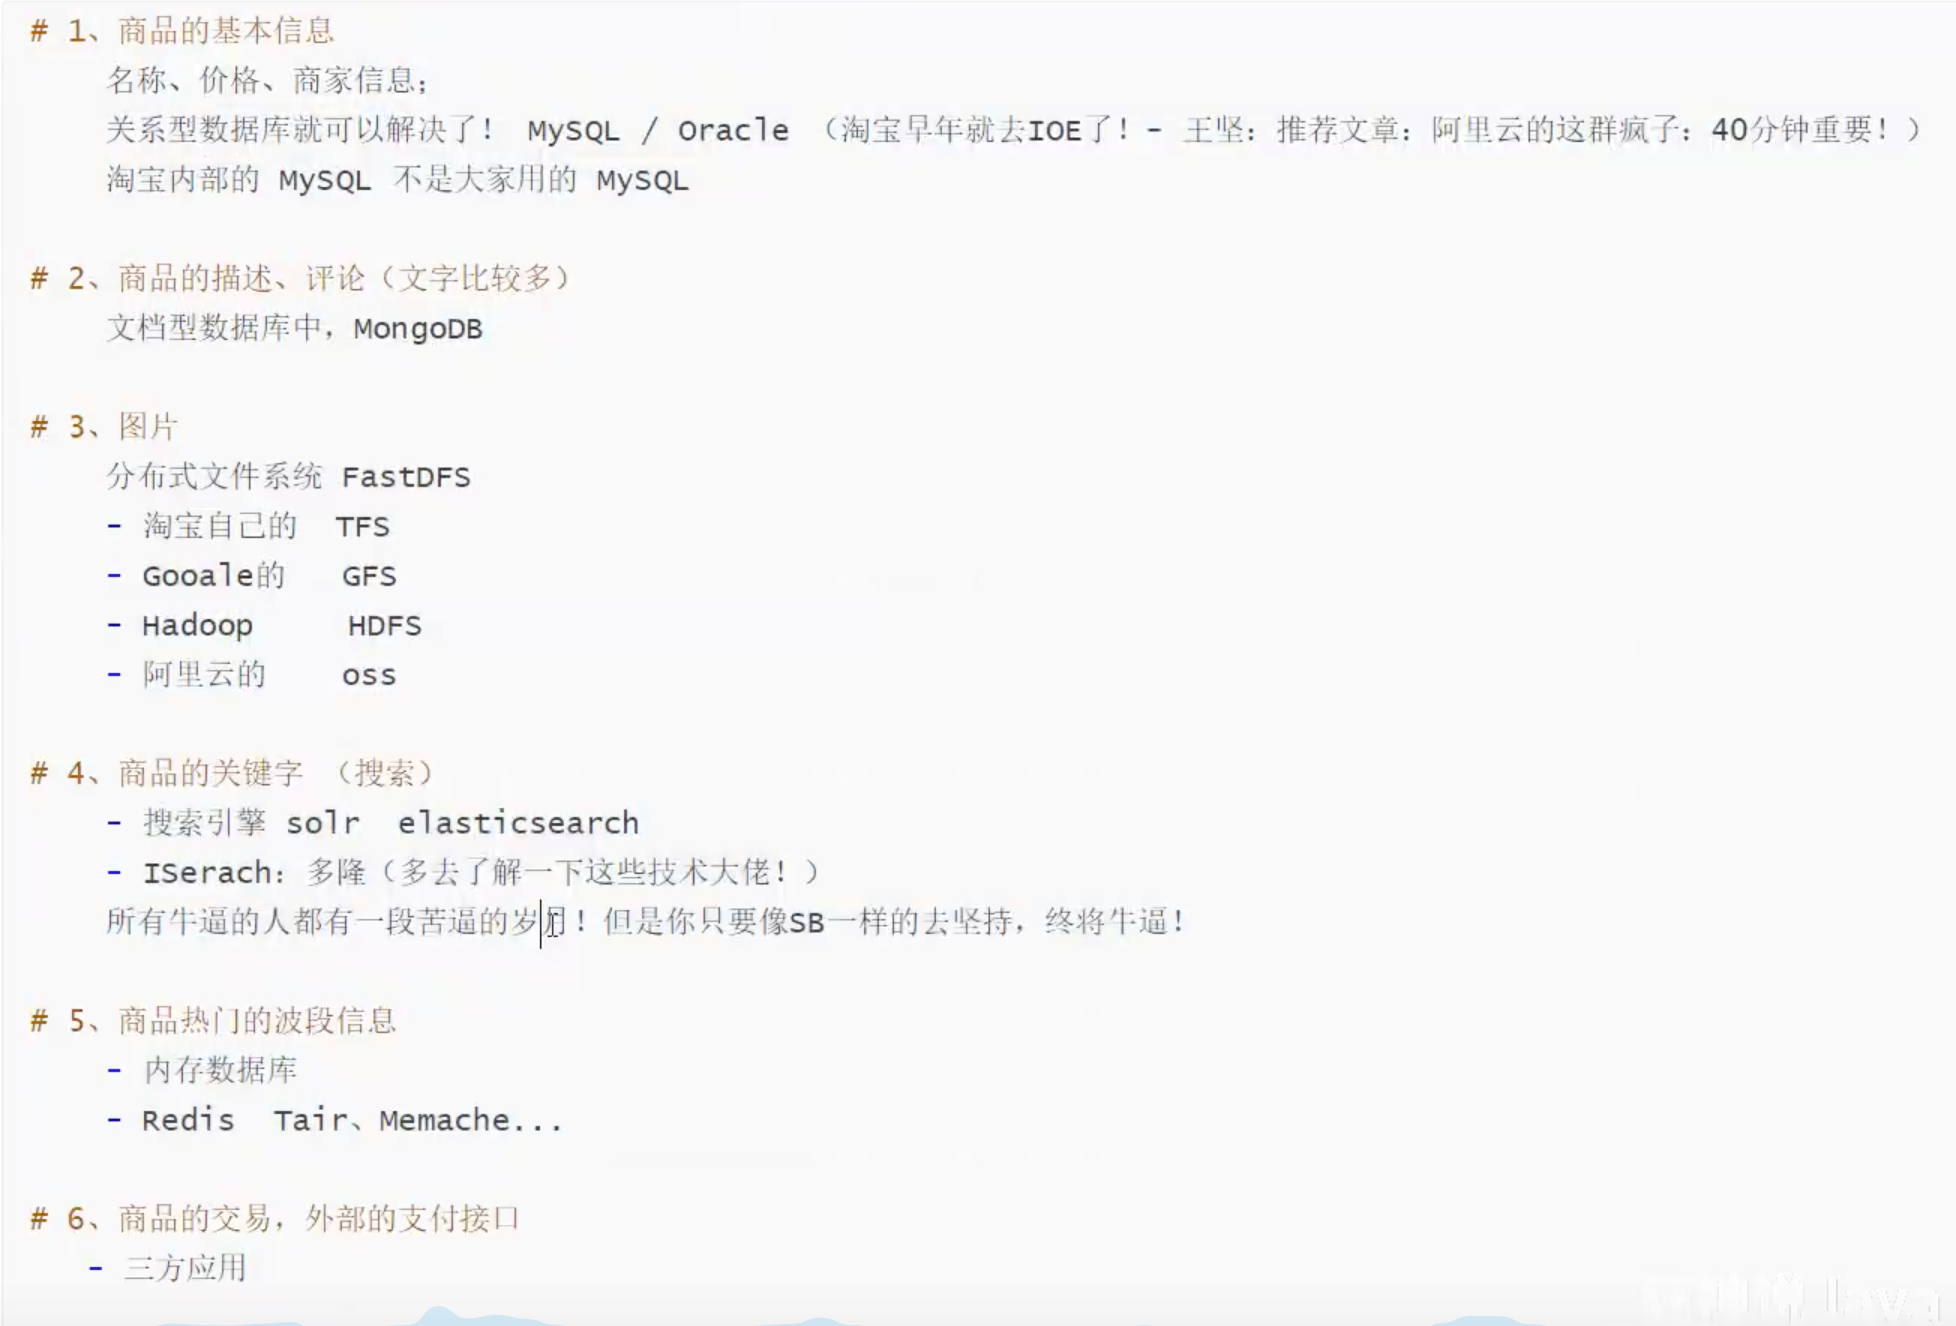 # 1、商品的基本信息
名称、价格、商家信息；
关系型数据库就可以解决了！ MySQL / Oracle （淘宝早年就去IOE了！- 王坚：推荐文章：阿里云的这群疯子：40分钟重要！）
淘宝内部的 MySQL 不是大家用的 MySQL
# 2、商品的描述、评论（文字比较多）
文档型数据库中，MongoDB
# 3、图片
分布式文件系统 FastDFS
- 淘宝自己的 TFS
- Gooale的 GFS
- Hadoop HDFS
- 阿里云的 oss
# 4、商品的关键字 （搜索）
- 搜索引擎 solr elasticsearch
- ISerach：多隆（多去了解一下这些技术大佬！）
所有牛逼的人都有一段苦逼的岁月！但是你只要像SB一样的去坚持，终将牛逼！
# 5、商品热门的波段信息
- 内存数据库
- Redis Tair、Memache...
# 6、商品的交易，外部的支付接口
- 三方应用